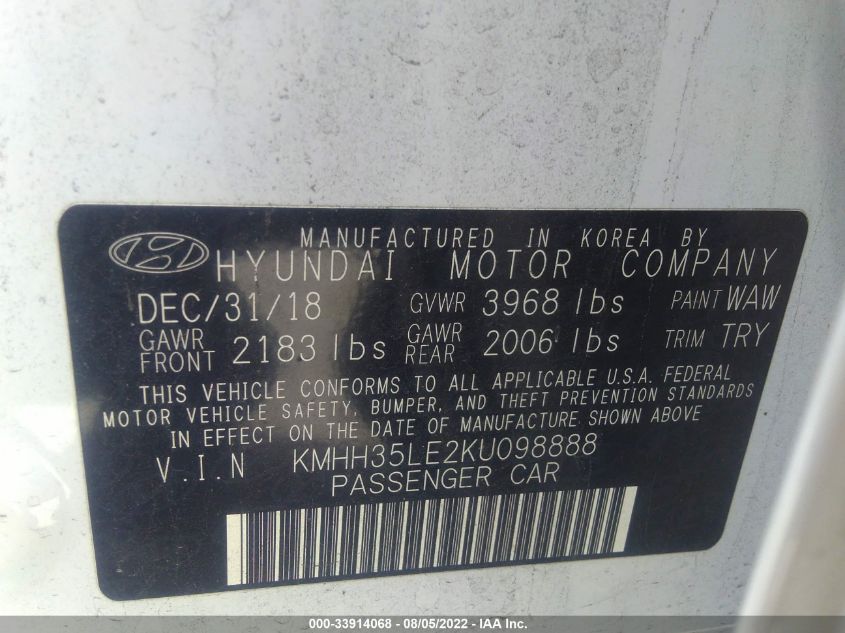 MANUFACTURED IN KOREA BY
HYUNDAI MOTOR COMPANY
DEC/31/18 GVWR 3968 lbs PAINT WAW
GAWR FRONT 2183 lbs GAWR REAR 2006 lbs TRIM TRY
THIS VEHICLE CONFORMS TO ALL APPLICABLE U.S.A. FEDERAL
MOTOR VEHICLE SAFETY, BUMPER, AND THEFT PREVENTION STANDARDS
IN EFFECT ON THE DATE OF MANUFACTURE SHOWN ABOVE
V.I.N KMHH35LE2KU098888
PASSENGER CAR
000-33914068 - 08/05/2022 - IAA Inc.